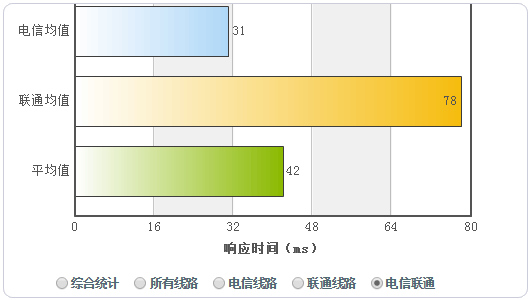 电信均值 31
联通均值 78
平均值 42
0 16 32 48 64 80
响应时间（ms）
综合统计 所有线路 电信线路 联通线路 电信联通